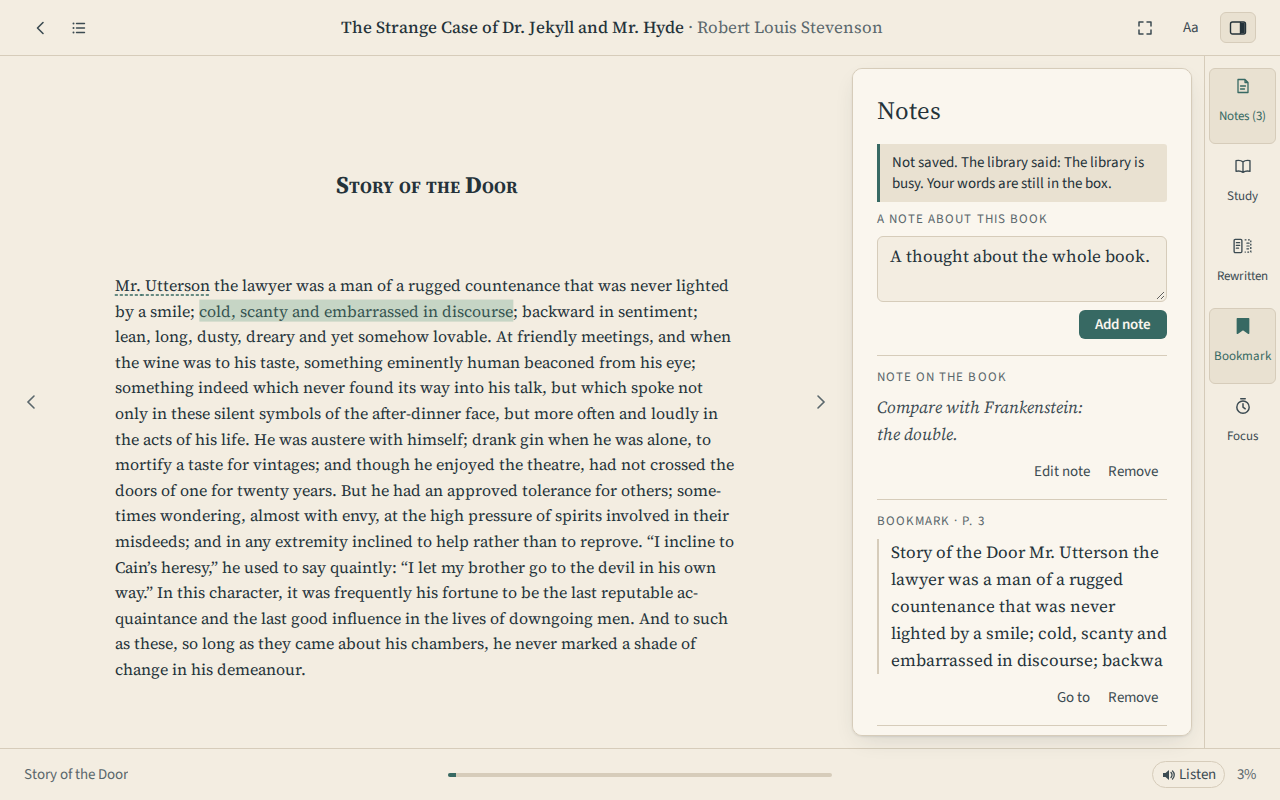 The Strange Case of Dr. Jekyll and Mr. Hyde · Robert Louis Stevenson
Aa
Story of the Door
Mr. Utterson the lawyer was a man of a rugged countenance that was never lighted
by a smile; cold, scanty and embarrassed in discourse; backward in sentiment;
lean, long, dusty, dreary and yet somehow lovable. At friendly meetings, and when
the wine was to his taste, something eminently human beaconed from his eye;
something indeed which never found its way into his talk, but which spoke not
only in these silent symbols of the after-dinner face, but more often and loudly in
the acts of his life. He was austere with himself; drank gin when he was alone, to
mortify a taste for vintages; and though he enjoyed the theatre, had not crossed the
doors of one for twenty years. But he had an approved tolerance for others; some-
times wondering, almost with envy, at the high pressure of spirits involved in their
misdeeds; and in any extremity inclined to help rather than to reprove. “I incline to
Cain’s heresy,” he used to say quaintly: “I let my brother go to the devil in his own
way.” In this character, it was frequently his fortune to be the last reputable ac-
quaintance and the last good influence in the lives of downgoing men. And to such
as these, so long as they came about his chambers, he never marked a shade of
change in his demeanour.
Notes
Not saved. The library said: The library is
busy. Your words are still in the box.
A NOTE ABOUT THIS BOOK
A thought about the whole book.
Add note
NOTE ON THE BOOK
Compare with Frankenstein:
the double.
Edit note Remove
BOOKMARK · P. 3
Story of the Door Mr. Utterson the
lawyer was a man of a rugged
countenance that was never
lighted by a smile; cold, scanty and
embarrassed in discourse; backwa
Go to Remove
Notes (3)
Study
Rewritten
Bookmark
Focus
Story of the Door
Listen
3%